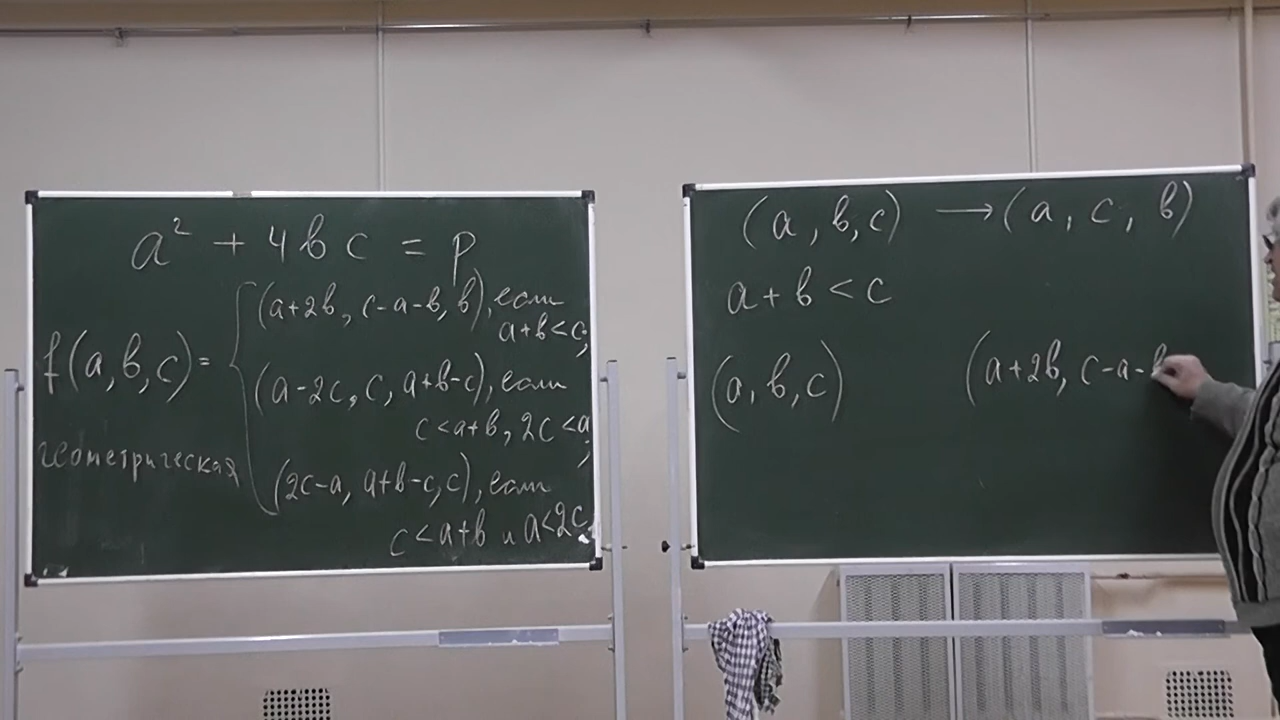 a² + 4bc = p
f(a, b, c) =
(a+2b, c-a-b, b), если
a+b<c;
(a-2c, c, a+b-c), если
c<a+b, 2c<a;
(2c-a, a+b-c, c), если
c<a+b и a<2c
геометрическая
(a, b, c) → (a, c, b)
a+b<c
(a, b, c) (a+2b, c-a-b